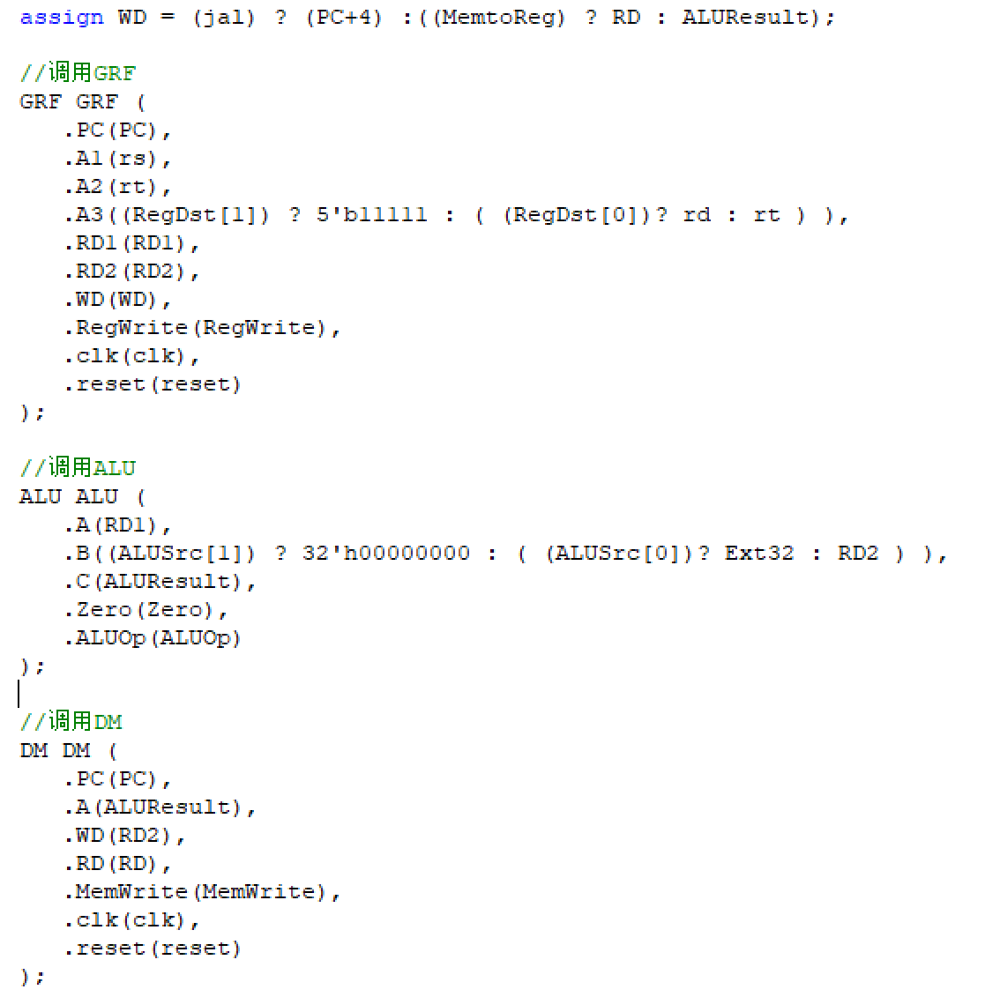 assign WD = (jal) ? (PC+4) :((MemtoReg) ? RD : ALUResult);
//调用GRF
GRF GRF (
.PC(PC),
.A1(rs),
.A2(rt),
.A3((RegDst[1]) ? 5'b11111 : ( (RegDst[0])? rd : rt ) ),
.RD1(RD1),
.RD2(RD2),
.WD(WD),
.RegWrite(RegWrite),
.clk(clk),
.reset(reset)
);
//调用ALU
ALU ALU (
.A(RD1),
.B((ALUSrc[1]) ? 32'h00000000 : ( (ALUSrc[0])? Ext32 : RD2 ) ),
.C(ALUResult),
.Zero(Zero),
.ALUOp(ALUOp)
);
//调用DM
DM DM (
.PC(PC),
.A(ALUResult),
.WD(RD2),
.RD(RD),
.MemWrite(MemWrite),
.clk(clk),
.reset(reset)
);